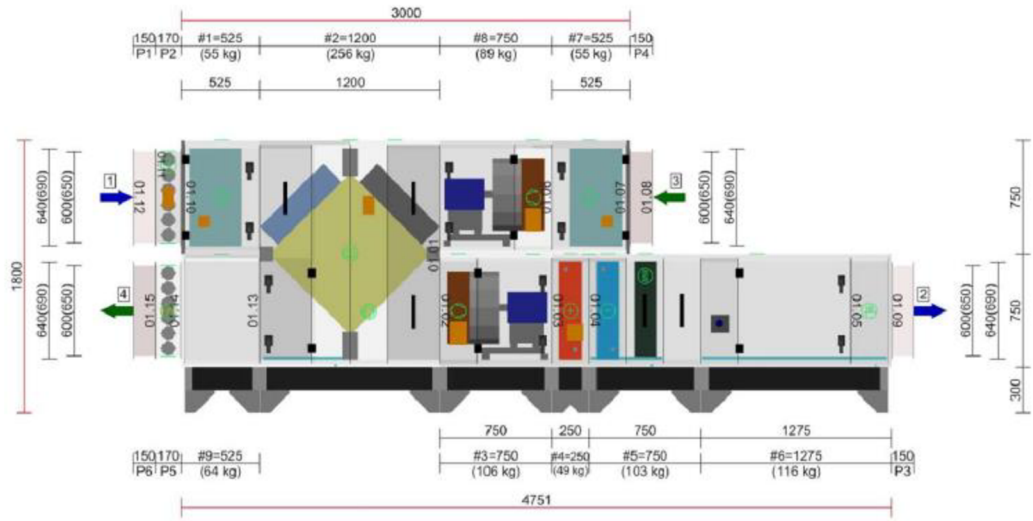 3000
150 170 #1=525 #2=1200 #8=750 #7=525 150
P1 P2 (55 kg) (256 kg) (89 kg) (55 kg) P4
525 1200 525
1 3
01.12 01.10 01.06 01.07 01.08
640(690) 600(650) 600(650) 640(690) 750
1800
4 2
01.15 01.13 01.02 01.03 01.04 01.05 01.09
640(690) 600(650) 600(650) 640(690) 750
300
750 250 750 1275
150 170 #9=525 #3=750 #4=250 #5=750 #6=1275 150
P6 P5 (64 kg) (106 kg) (49 kg) (103 kg) (116 kg) P3
4751